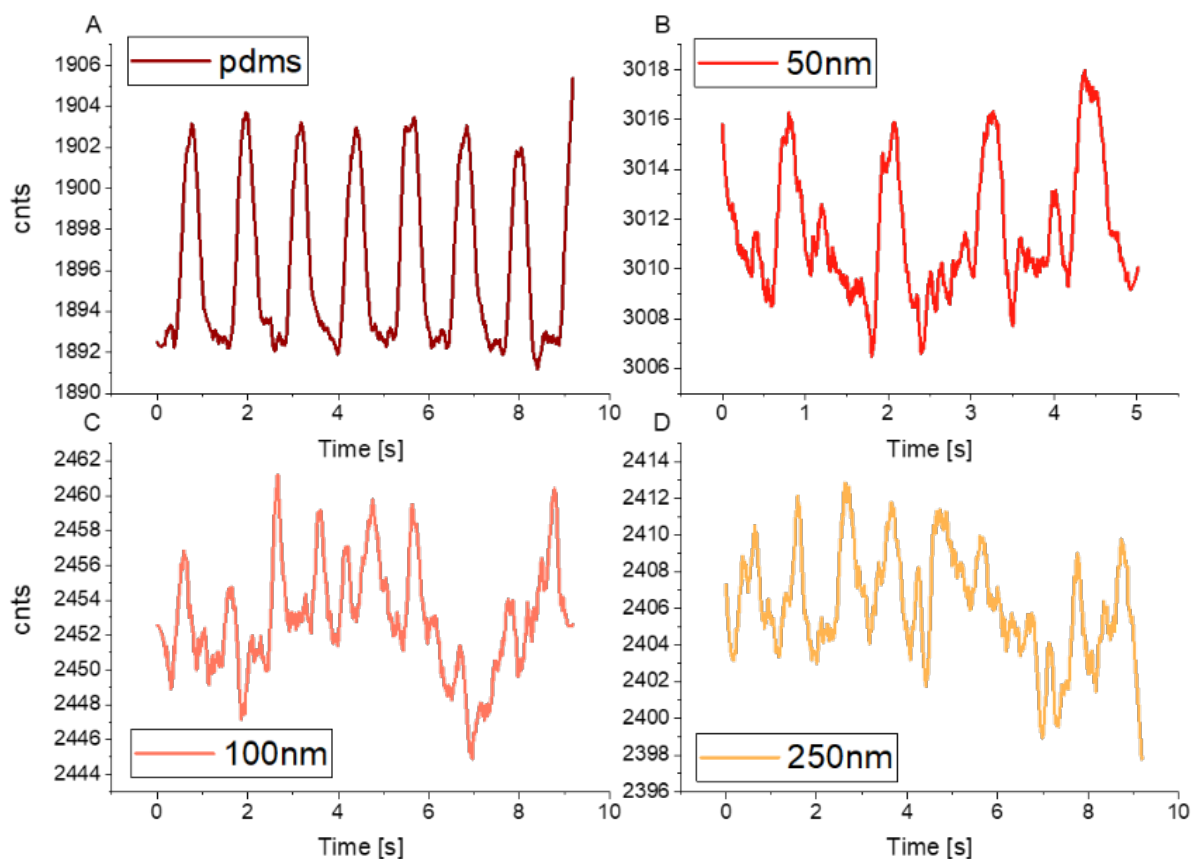 A
pdms
cnts
1906
1904
1902
1900
1898
1896
1894
1892
1890
0 2 4 6 8 10
Time [s]
B
50nm
3018
3016
3014
3012
3010
3008
3006
0 1 2 3 4 5
Time [s]
C
100nm
cnts
2462
2460
2458
2456
2454
2452
2450
2448
2446
2444
0 2 4 6 8 10
Time [s]
D
250nm
2414
2412
2410
2408
2406
2404
2402
2400
2398
2396
0 2 4 6 8 10
Time [s]